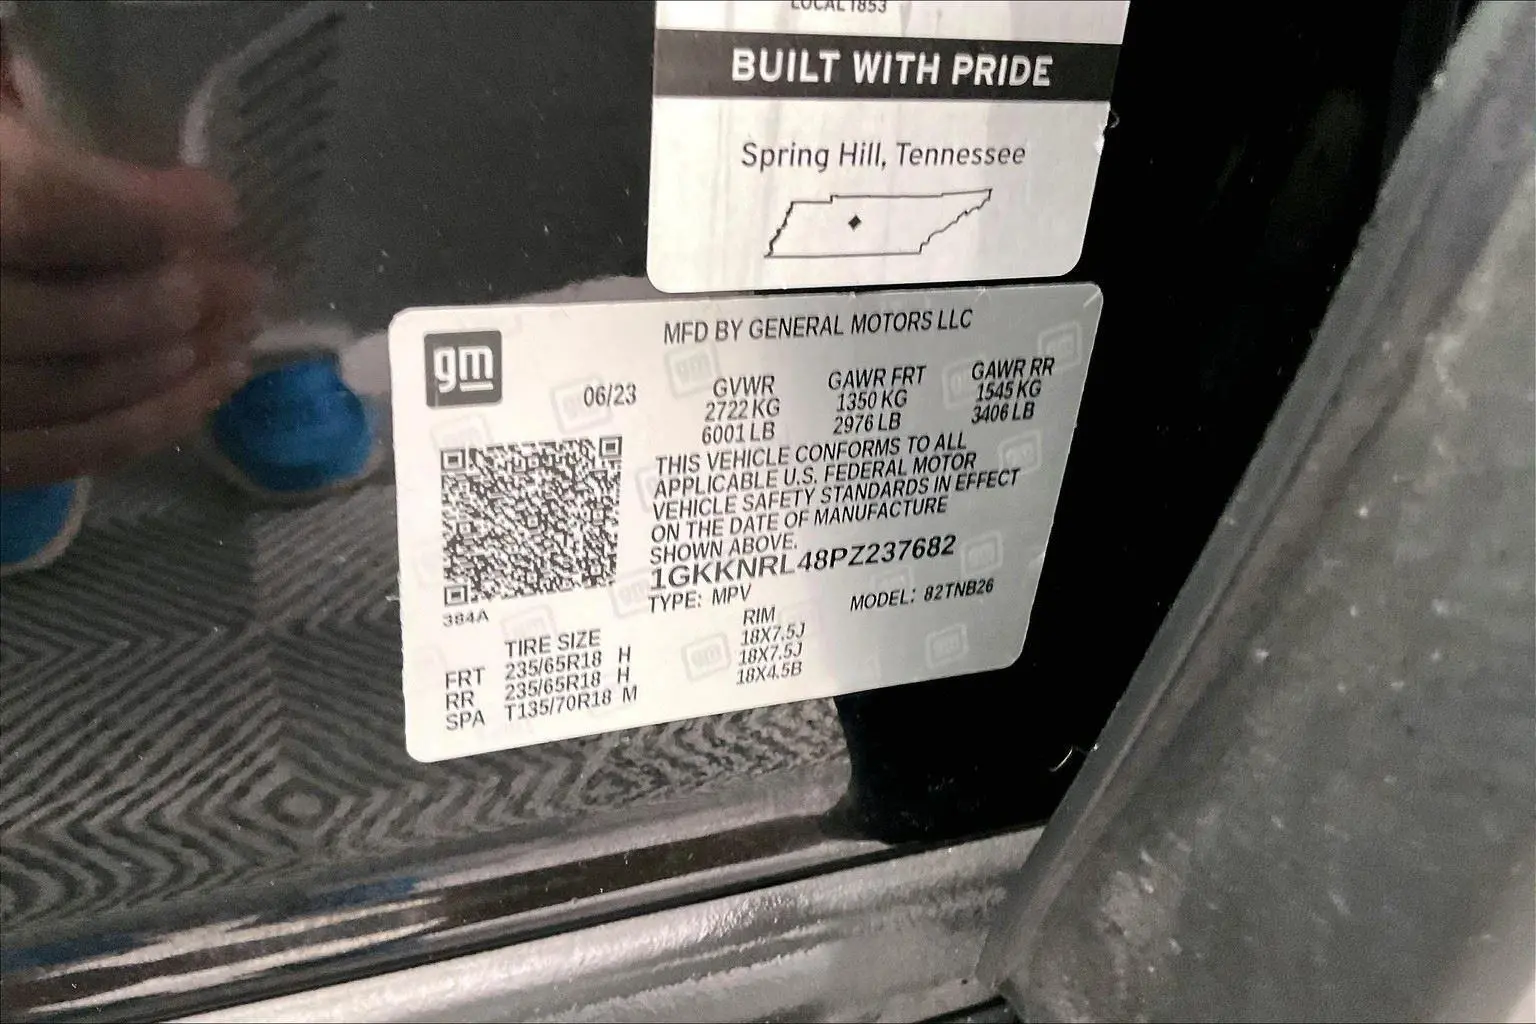 LOCAL 1853
BUILT WITH PRIDE
Spring Hill, Tennessee
gm
MFD BY GENERAL MOTORS LLC
06/23
GVWR GAWR FRT GAWR RR
2722 KG 1350 KG 1545 KG
6001 LB 2976 LB 3406 LB
THIS VEHICLE CONFORMS TO ALL
APPLICABLE U.S. FEDERAL MOTOR
VEHICLE SAFETY STANDARDS IN EFFECT
ON THE DATE OF MANUFACTURE
SHOWN ABOVE.
1GKKNRL48PZ237682
TYPE: MPV MODEL: 82TNB26
384A
TIRE SIZE RIM
FRT 235/65R18 H 18X7.5J
RR 235/65R18 H 18X7.5J
SPA T135/70R18 M 18X4.5B